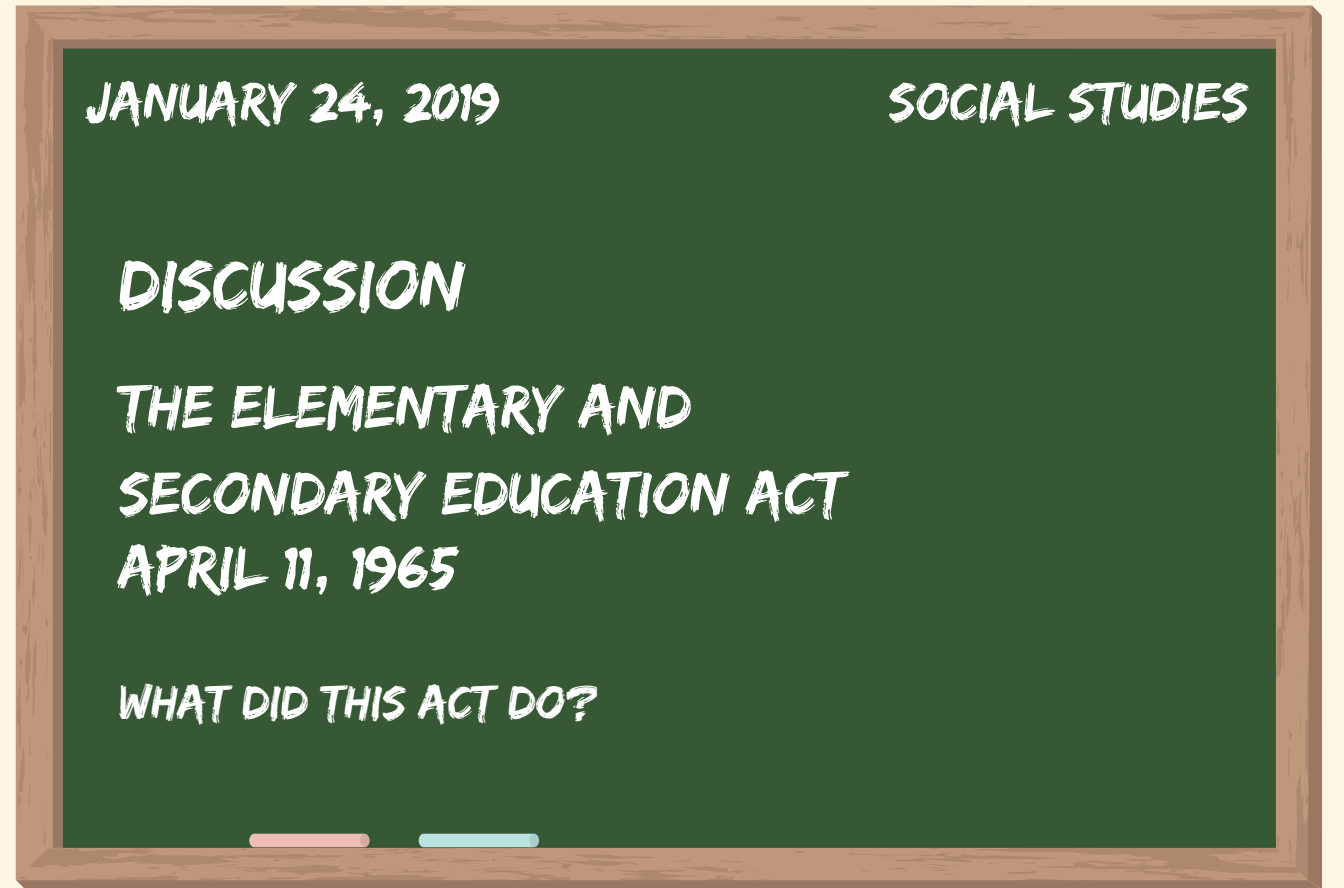 JANUARY 24, 2019
SOCIAL STUDIES
DISCUSSION
THE ELEMENTARY AND
SECONDARY EDUCATION ACT
APRIL 11, 1965
WHAT DID THIS ACT DO?